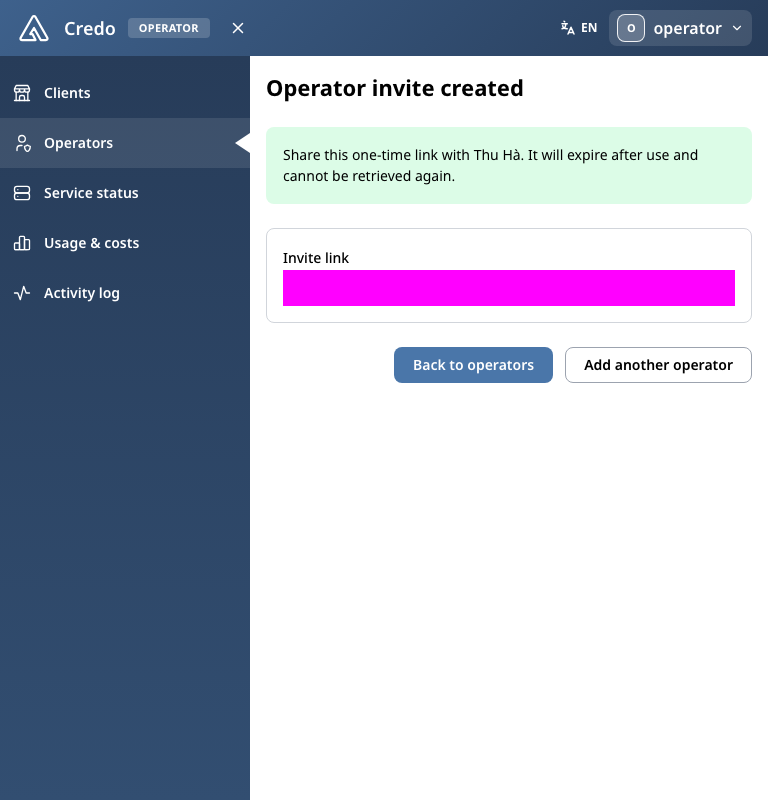 Credo
OPERATOR
EN
O
operator
Clients
Operators
Service status
Usage & costs
Activity log
Operator invite created
Share this one-time link with Thu Hà. It will expire after use and
cannot be retrieved again.
Invite link
Back to operators
Add another operator